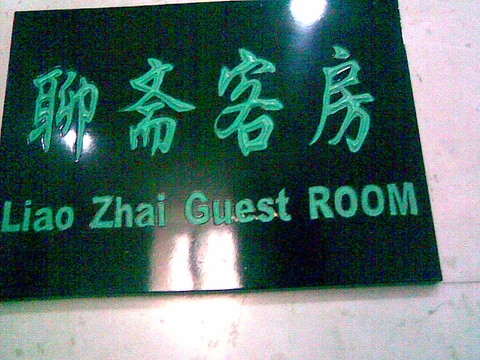 聊斋客房
Liao Zhai Guest ROOM